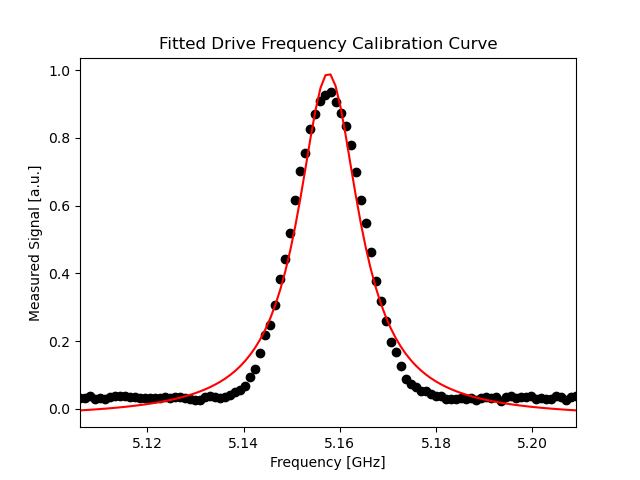 Fitted Drive Frequency Calibration Curve
Measured Signal [a.u.]
1.0
0.8
0.6
0.4
0.2
0.0
5.12 5.14 5.16 5.18 5.20
Frequency [GHz]